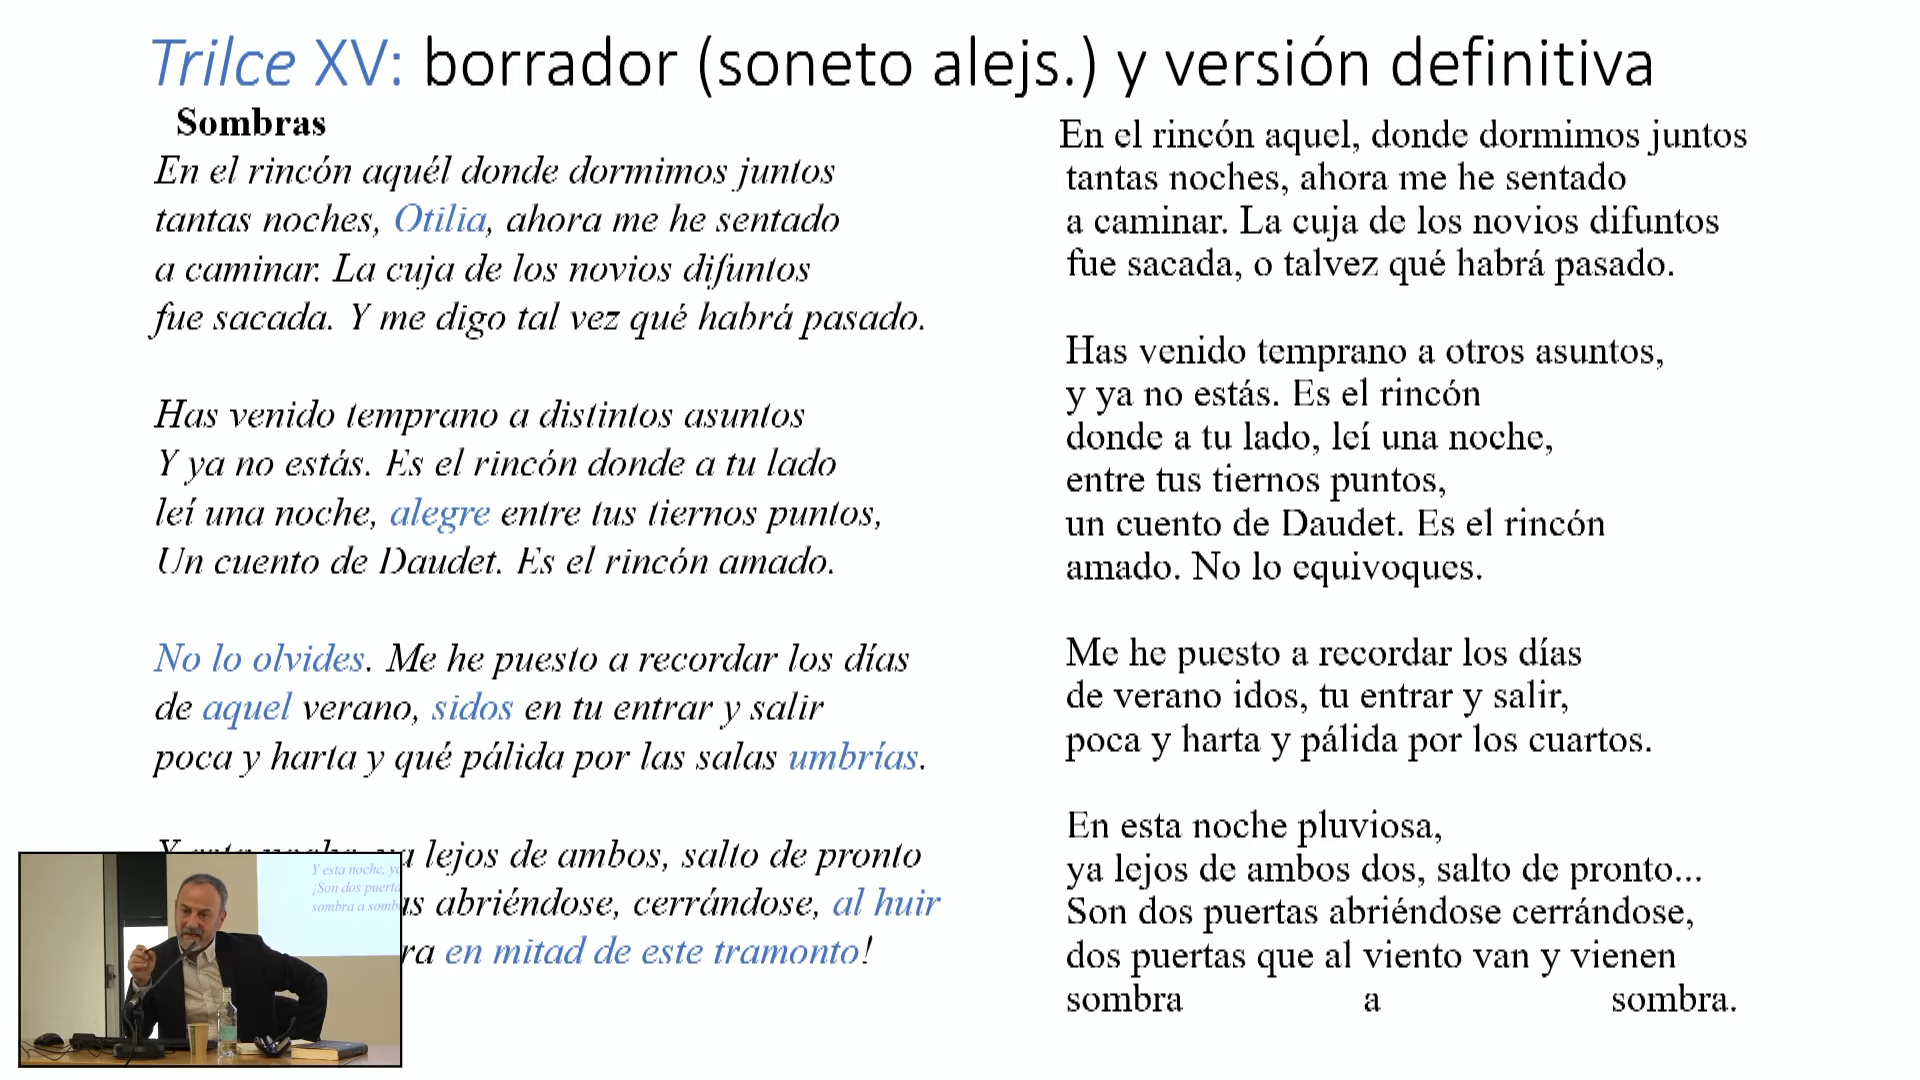 Trilce XV: borrador (soneto alejs.) y versión definitiva
Sombras
En el rincón aquél donde dormimos juntos
tantas noches, Otilia, ahora me he sentado
a caminar. La cuja de los novios difuntos
fue sacada. Y me digo tal vez qué habrá pasado.
Has venido temprano a distintos asuntos
Y ya no estás. Es el rincón donde a tu lado
leí una noche, alegre entre tus tiernos puntos,
Un cuento de Daudet. Es el rincón amado.
No lo olvides. Me he puesto a recordar los días
de aquel verano, sidos en tu entrar y salir
poca y harta y qué pálida por las salas umbrías.
Y esta noche, ya lejos de ambos, salto de pronto
abriéndose, cerrándose, al huir
en mitad de este tramonto!
Y esta noche, ya
¡Son dos puerta
sombra a somb
En el rincón aquel, donde dormimos juntos
tantas noches, ahora me he sentado
a caminar. La cuja de los novios difuntos
fue sacada, o talvez qué habrá pasado.
Has venido temprano a otros asuntos,
y ya no estás. Es el rincón
donde a tu lado, leí una noche,
entre tus tiernos puntos,
un cuento de Daudet. Es el rincón
amado. No lo equivoques.
Me he puesto a recordar los días
de verano idos, tu entrar y salir,
poca y harta y pálida por los cuartos.
En esta noche pluviosa,
ya lejos de ambos dos, salto de pronto...
Son dos puertas abriéndose cerrándose,
dos puertas que al viento van y vienen
sombra a sombra.